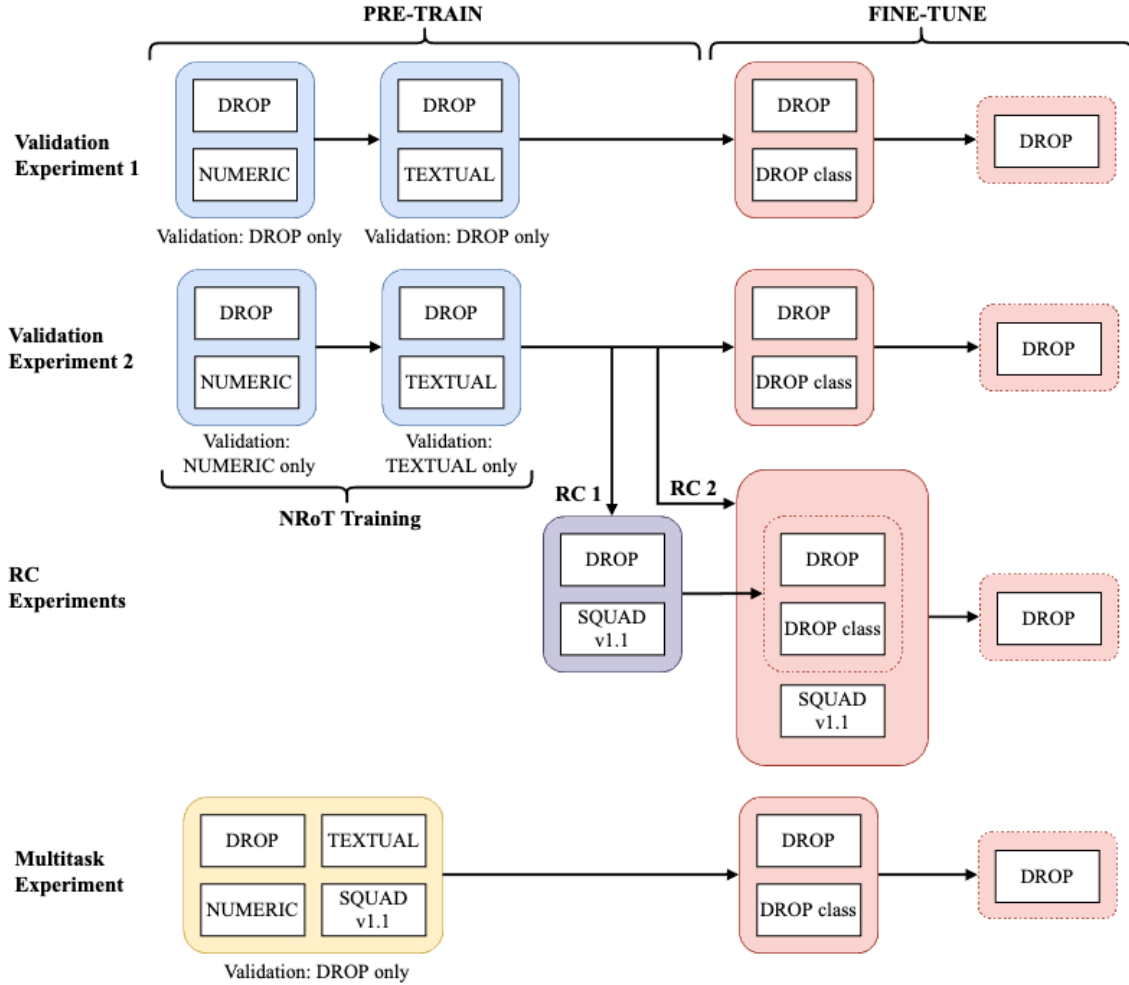 PRE-TRAIN
FINE-TUNE
Validation
Experiment 1
DROP
NUMERIC
Validation: DROP only
DROP
TEXTUAL
Validation: DROP only
DROP
DROP class
DROP
Validation
Experiment 2
DROP
NUMERIC
Validation:
NUMERIC only
DROP
TEXTUAL
Validation:
TEXTUAL only
NRoT Training
DROP
DROP class
DROP
RC
Experiments
RC 1
DROP
SQUAD
v1.1
RC 2
DROP
DROP class
SQUAD
v1.1
DROP
Multitask
Experiment
DROP
TEXTUAL
NUMERIC
SQUAD
v1.1
Validation: DROP only
DROP
DROP class
DROP